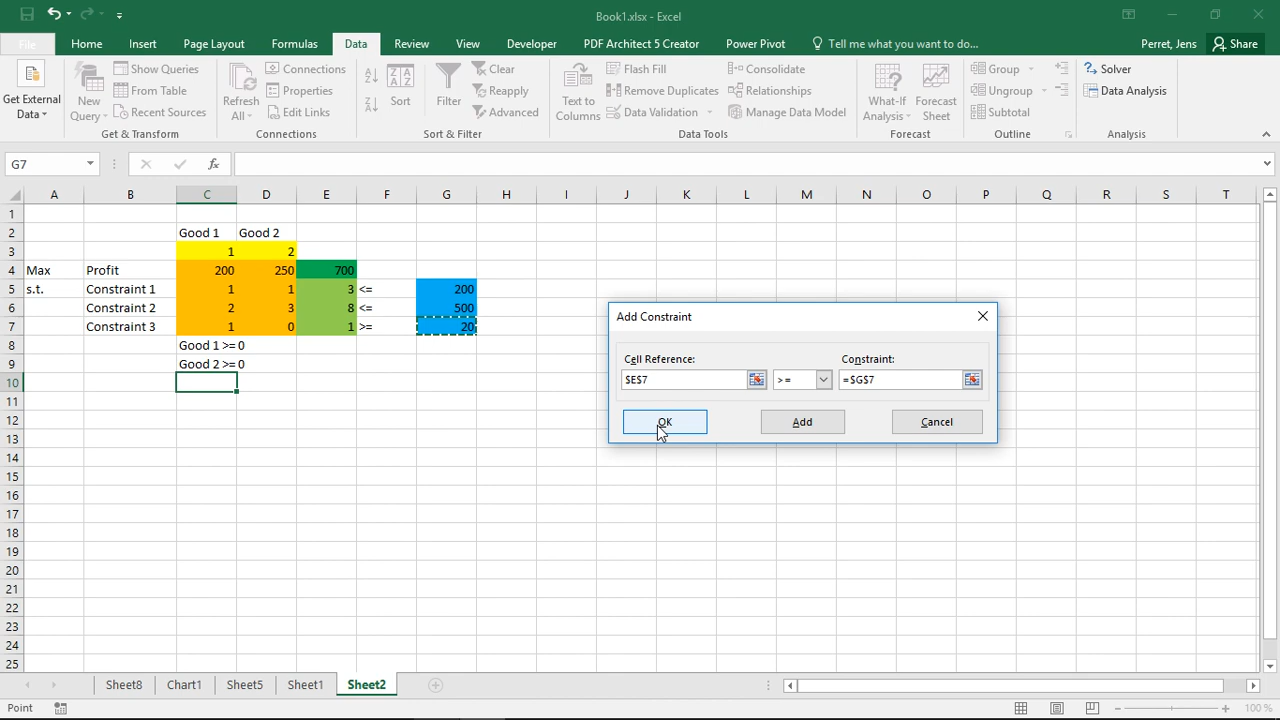 Book1.xlsx - Excel
File Home Insert Page Layout Formulas Data Review View Developer PDF Architect 5 Creator Power Pivot Tell me what you want to do... Perret, Jens Share
Get External Data
New Query
Show Queries
From Table
Recent Sources
Get & Transform
Refresh All
Connections
Properties
Edit Links
Connections
Sort
Filter
Clear
Reapply
Advanced
Sort & Filter
Text to Columns
Flash Fill
Remove Duplicates
Data Validation
Consolidate
Relationships
Manage Data Model
Data Tools
What-If Analysis
Forecast Sheet
Forecast
Group
Ungroup
Subtotal
Outline
Solver
Data Analysis
Analysis
G7 fx
A B C D E F G H I J K L M N O P Q R S T
1
2 Good 1 Good 2
3 1 2
4 Max Profit 200 250 700
5 s.t. Constraint 1 1 1 3 <= 200
6 Constraint 2 2 3 8 <= 500
7 Constraint 3 1 0 1 >= 20
8 Good 1 >= 0
9 Good 2 >= 0
10
11
12
13
14
15
16
17
18
19
20
21
22
23
24
25
Add Constraint
Cell Reference: Constraint:
$E$7 >= =$G$7
OK Add Cancel
Sheet8 Chart1 Sheet5 Sheet1 Sheet2
Point 100 %